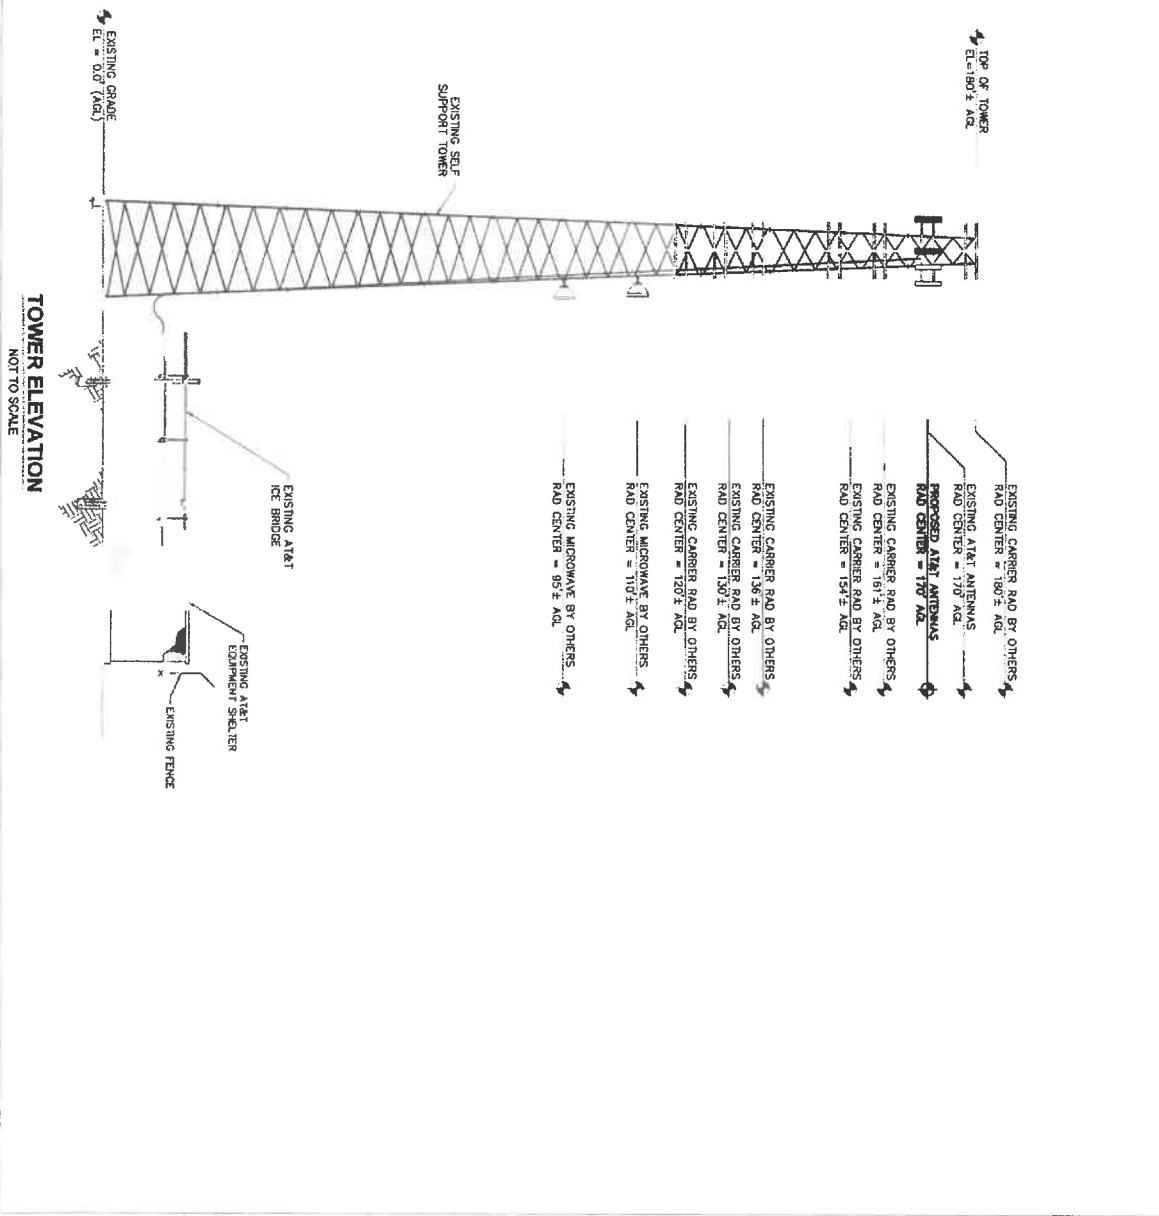 TOP OF TOWER
EL=180'± AGL
EXISTING CARRIER RAD BY OTHERS
RAD CENTER = 180'± AGL
EXISTING AT&T ANTENNAS
RAD CENTER = 170' AGL
PROPOSED AT&T ANTENNAS
RAD CENTER = 170' AGL
EXISTING CARRIER RAD BY OTHERS
RAD CENTER = 161'± AGL
EXISTING CARRIER RAD BY OTHERS
RAD CENTER = 154'± AGL
EXISTING CARRIER RAD BY OTHERS
RAD CENTER = 136'± AGL
EXISTING CARRIER RAD BY OTHERS
RAD CENTER = 130'± AGL
EXISTING CARRIER RAD BY OTHERS
RAD CENTER = 120'± AGL
EXISTING MICROWAVE BY OTHERS
RAD CENTER = 110'± AGL
EXISTING MICROWAVE BY OTHERS
RAD CENTER = 95'± AGL
EXISTING SELF
SUPPORT TOWER
EXISTING AT&T
ICE BRIDGE
EXISTING AT&T
EQUIPMENT SHELTER
EXISTING FENCE
EXISTING GRADE
EL = 0.0' (AGL)
TOWER ELEVATION
NOT TO SCALE